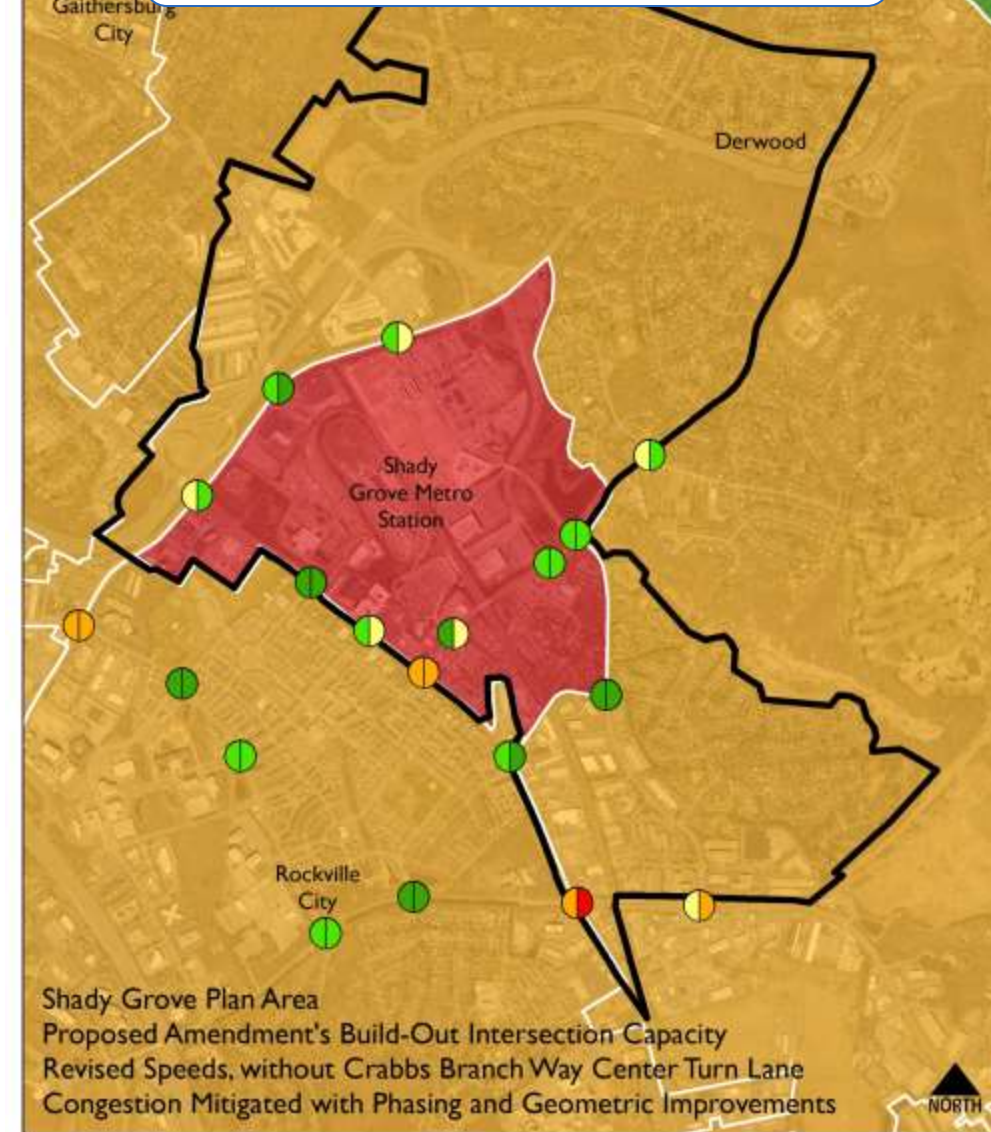 Gaithersburg
City
Derwood
Shady
Grove Metro
Station
Rockville
City
Shady Grove Plan Area
Proposed Amendment's Build-Out Intersection Capacity
Revised Speeds, without Crabbs Branch Way Center Turn Lane
Congestion Mitigated with Phasing and Geometric Improvements
NORTH